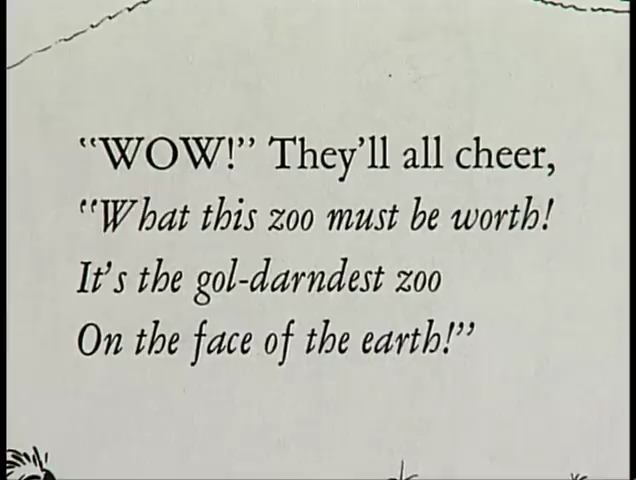 “WOW!” They’ll all cheer,
“What this zoo must be worth!
It’s the gol-darndest zoo
On the face of the earth!”